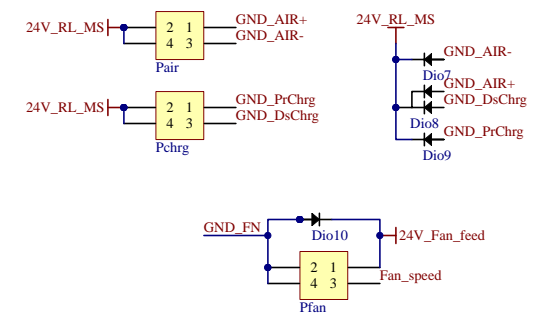 24V_RL_MS
2 1
4 3
GND_AIR+
GND_AIR-
Pair
24V_RL_MS
2 1
4 3
GND_PrChrg
GND_DsChrg
Pchrg
24V_RL_MS
GND_AIR-
Dio7
GND_AIR+
GND_DsChrg
Dio8
GND_PrChrg
Dio9
GND_FN
Dio10
24V_Fan_feed
2 1
4 3
Fan_speed
Pfan